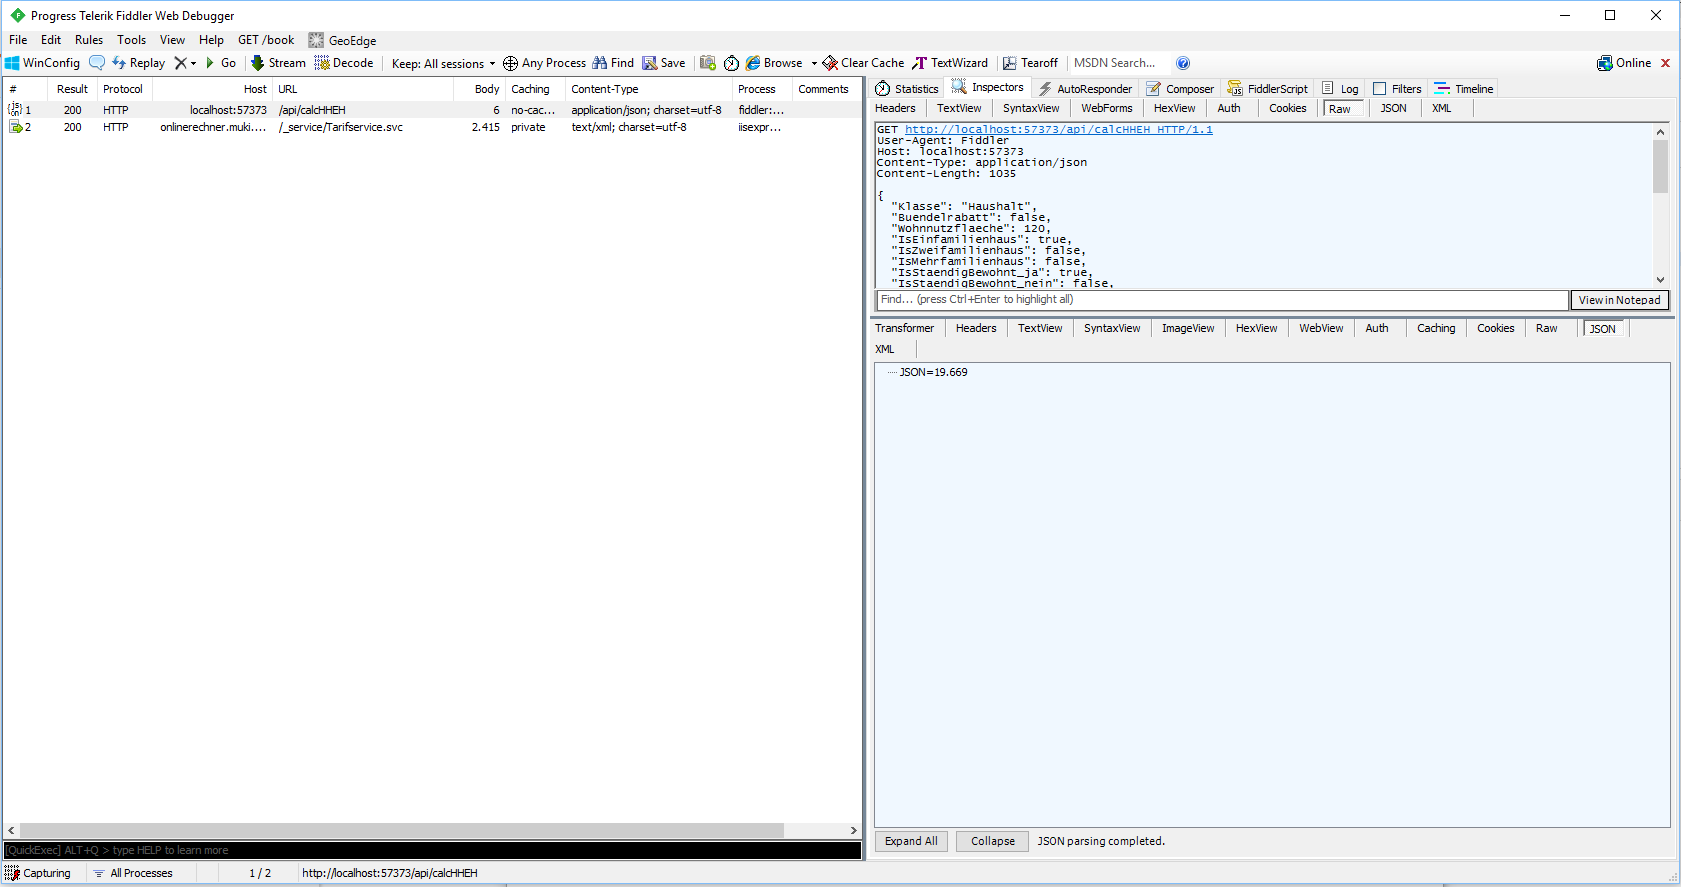 Progress Telerik Fiddler Web Debugger
File Edit Rules Tools View Help GET /book GeoEdge
WinConfig Replay Go Stream Decode Keep: All sessions Any Process Find Save Browse Clear Cache TextWizard Tearoff MSDN Search... Online
# Result Protocol Host URL Body Caching Content-Type Process Comments
1 200 HTTP localhost:57373 /api/calcHHEH 6 no-cac... application/json; charset=utf-8 fiddler:...
2 200 HTTP onlinerechner.muki.... /_service/Tarifservice.svc 2.415 private text/xml; charset=utf-8 iisexpr...
[QuickExec] ALT+Q > type HELP to learn more
Capturing All Processes 1 / 2 http://localhost:57373/api/calcHHEH
Statistics Inspectors AutoResponder Composer FiddlerScript Log Filters Timeline
Headers TextView SyntaxView WebForms HexView Auth Cookies Raw JSON XML
GET http://localhost:57373/api/calcHHEH HTTP/1.1
User-Agent: Fiddler
Host: localhost:57373
Content-Type: application/json
Content-Length: 1035
{
"Klasse": "Haushalt",
"Buendelrabatt": false,
"Wohnnutzflaeche": 120,
"IsEinfamilienhaus": true,
"IsZweifamilienhaus": false,
"IsMehrfamilienhaus": false,
"IsStaendigBewohnt_ja": true,
"IsStaendigBewohnt_nein": false,
Find... (press Ctrl+Enter to highlight all) View in Notepad
Transformer Headers TextView SyntaxView ImageView HexView WebView Auth Caching Cookies Raw JSON
XML
JSON=19.669
Expand All Collapse JSON parsing completed.